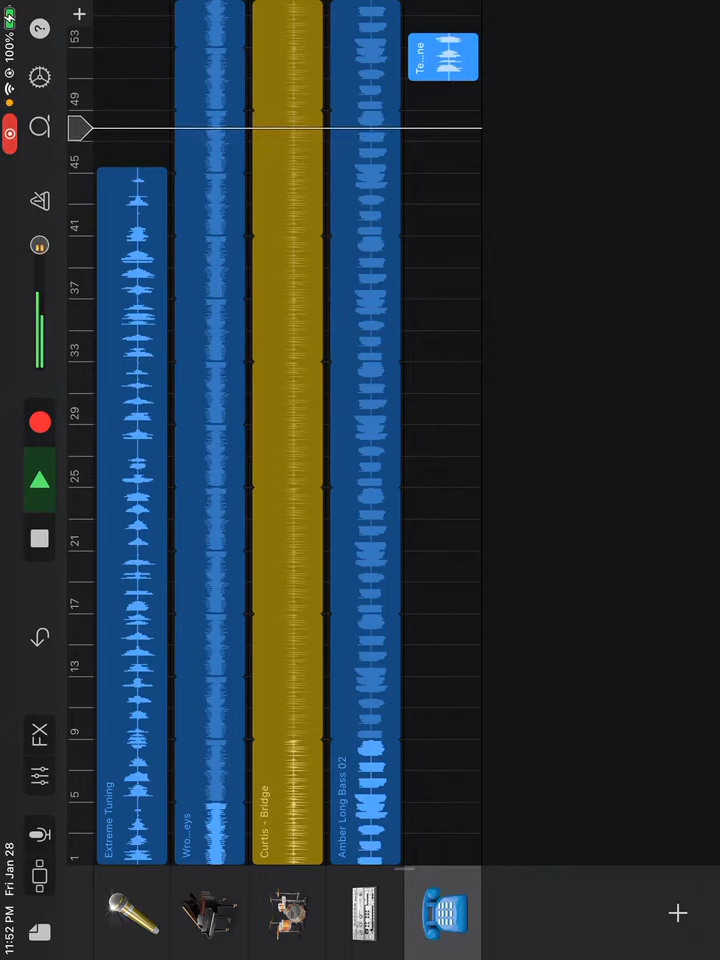 11:52 PM Fri Jan 28
100%
FX
?
1 5 9 13 17 21 25 29 33 37 41 45 49 53
+
Extreme Tuning
Wro...eys
Curtis - Bridge
Amber Long Bass 02
Te...ne
+